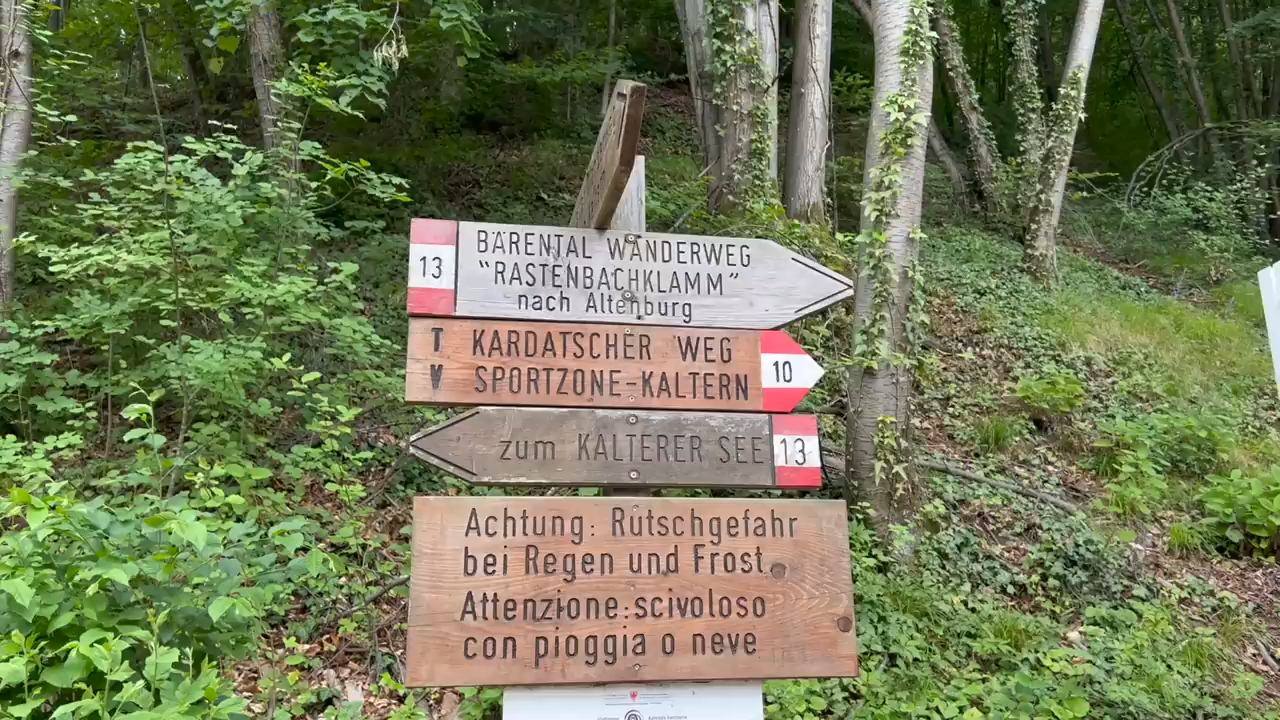 13
BÄRENTAL WANDERWEG
"RASTENBACHKLAMM"
nach Altenburg
T KARDATSCHER WEG
V SPORTZONE-KALTERN
10
zum KALTERER SEE
13
Achtung: Rutschgefahr
bei Regen und Frost
Attenzione: scivoloso
con pioggia o neve